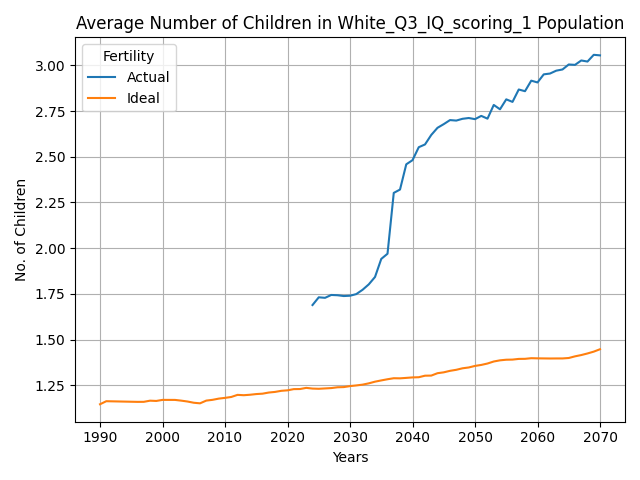 Average Number of Children in White_Q3_IQ_scoring_1 Population
Fertility
Actual
Ideal
No. of Children
3.00
2.75
2.50
2.25
2.00
1.75
1.50
1.25
1990 2000 2010 2020 2030 2040 2050 2060 2070
Years